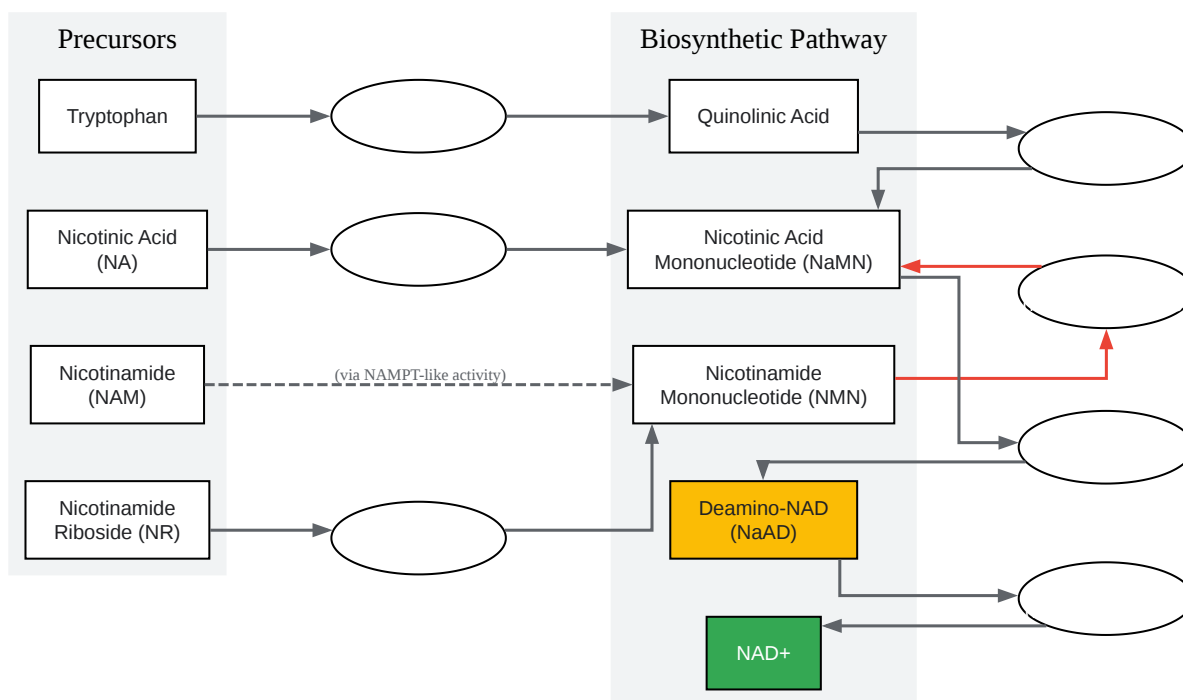 Precursors
Biosynthetic Pathway
Tryptophan
Quinolinic Acid
Nicotinic Acid
(NA)
Nicotinic Acid
Mononucleotide (NaMN)
Nicotinamide
(NAM)
(via NAMPT-like activity)
Nicotinamide
Mononucleotide (NMN)
Nicotinamide
Riboside (NR)
Deamino-NAD
(NaAD)
NAD+